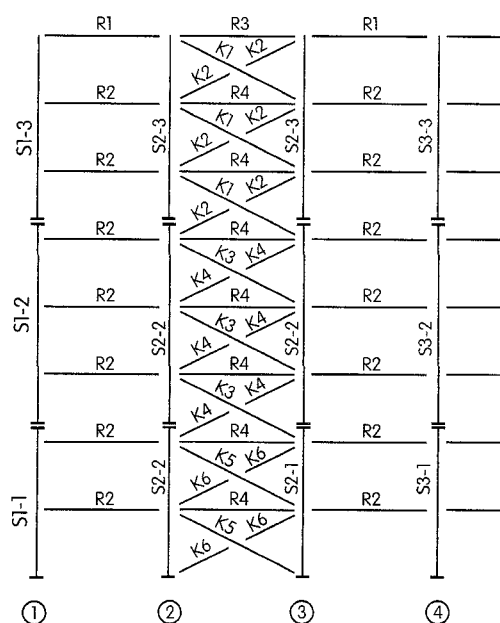 R1 R3 R1
K1 K2
K2
R2 R4 R2
S1-3 S2-3 S2-3 S3-3
K1 K2
K2
R2 R4 R2
K1 K2
K2
R2 R4 R2
K3 K4
K4
S1-2 S2-2 S2-2 S3-2
R2 R4 R2
K3 K4
K4
R2 R4 R2
K3 K4
K4
R2 R4 R2
S1-1 S2-2 S2-1 S3-1
K5 K6
K6
R2 R4 R2
K5 K6
K6
1 2 3 4